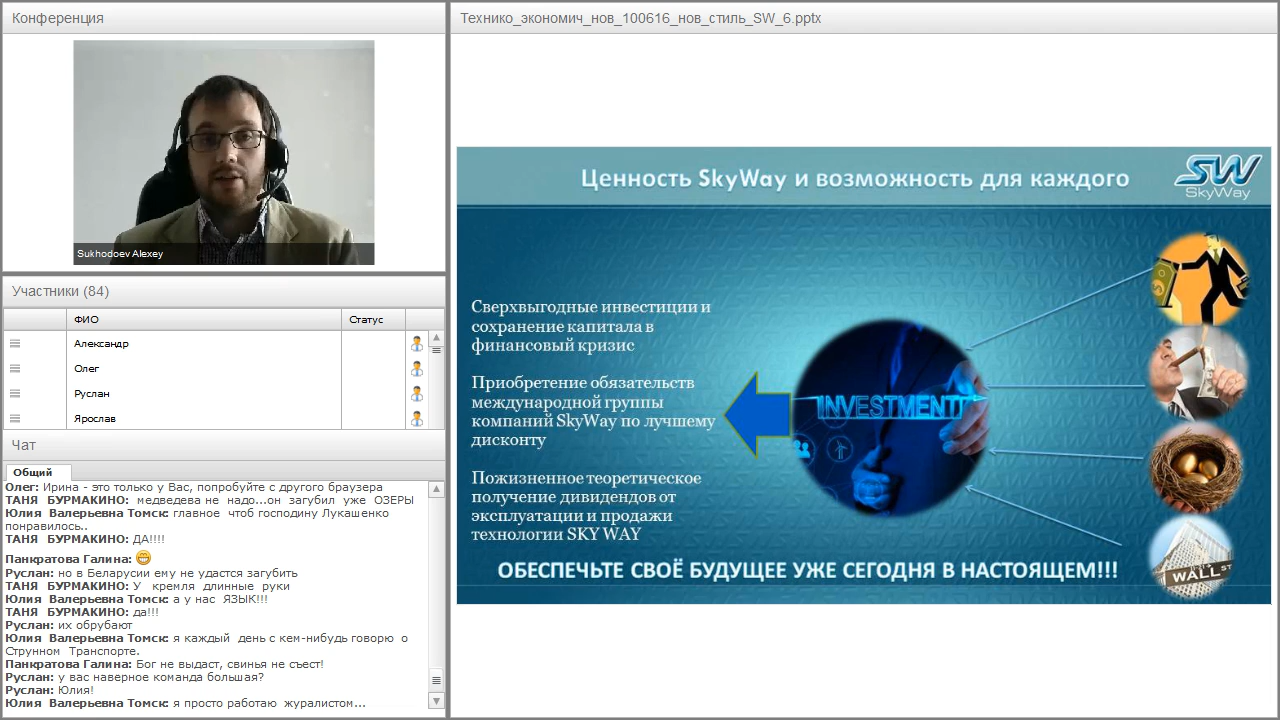 Конференция
Sukhodoev Alexey
Участники (84)
ФИО
Статус
Александр
Олег
Руслан
Ярослав
Чат
Общий
Олег: Ирина - это только у Вас, попробуйте с другого браузера
ТАНЯ БУРМАКИНО: медведева не надо...он загубил уже ОЗЕРЫ
Юлия Валерьевна Томск: главное чтоб господину Лукашенко
понравилось..
ТАНЯ БУРМАКИНО: ДА!!!!
Панкратова Галина:
Руслан: но в Беларусии ему не удастся загубить
ТАНЯ БУРМАКИНО: У кремля длинные руки
Юлия Валерьевна Томск: а у нас ЯЗЫК!!!
ТАНЯ БУРМАКИНО: да!!!
Руслан: их обрубают
Юлия Валерьевна Томск: я каждый день с кем-нибудь говорю о
Струнном Транспорте.
Панкратова Галина: Бог не выдаст, свинья не съест!
Руслан: у вас наверное команда большая?
Руслан: Юлия!
Юлия Валерьевна Томск: я просто работаю журалистом...
Технико_экономич_нов_100616_нов_стиль_SW_6.pptx
Ценность SkyWay и возможность для каждого
SW
SkyWay
Сверхвыгодные инвестиции и
сохранение капитала в
финансовый кризис
Приобретение обязательств
международной группы
компаний SkyWay по лучшему
дисконту
Пожизненное теоретическое
получение дивидендов от
эксплуатации и продажи
технологии SKY WAY
INVESTMENT
WALL ST
ОБЕСПЕЧЬТЕ СВОЁ БУДУЩЕЕ УЖЕ СЕГОДНЯ В НАСТОЯЩЕМ!!!